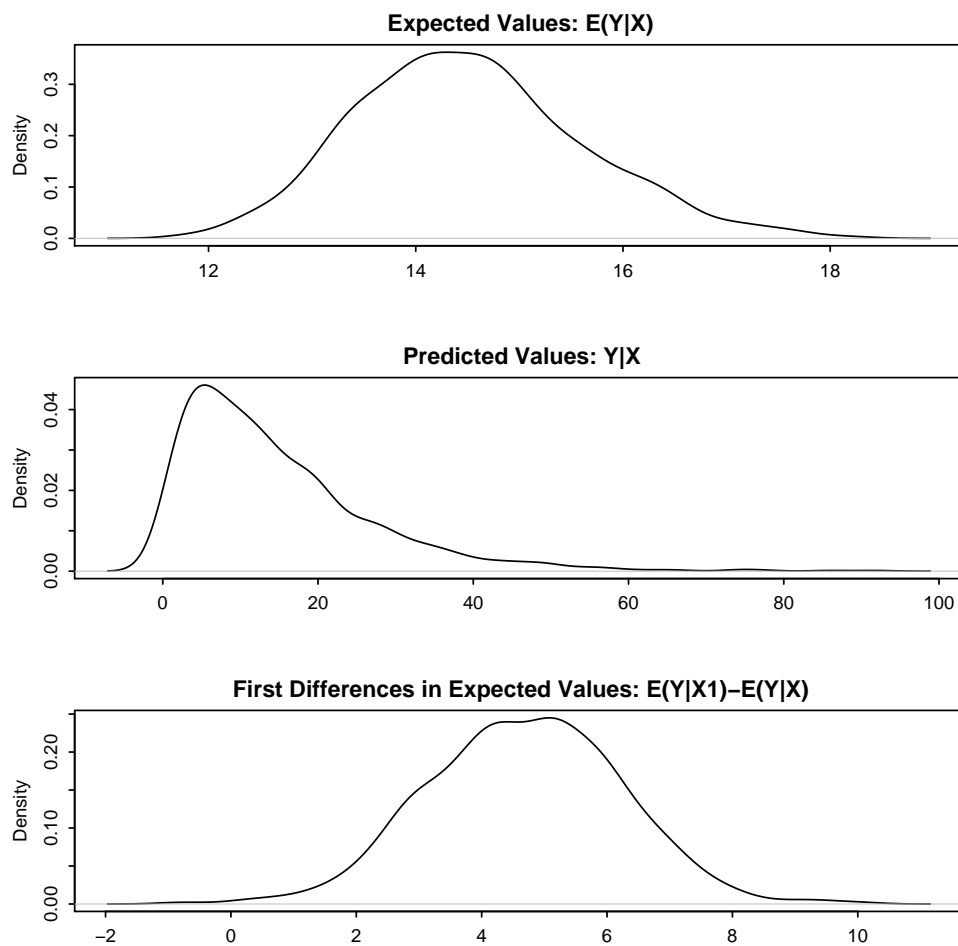 Expected Values: E(Y|X)
Density
0.0 0.1 0.2 0.3
12 14 16 18
Predicted Values: Y|X
Density
0.00 0.02 0.04
0 20 40 60 80 100
First Differences in Expected Values: E(Y|X1)−E(Y|X)
Density
0.00 0.10 0.20
−2 0 2 4 6 8 10